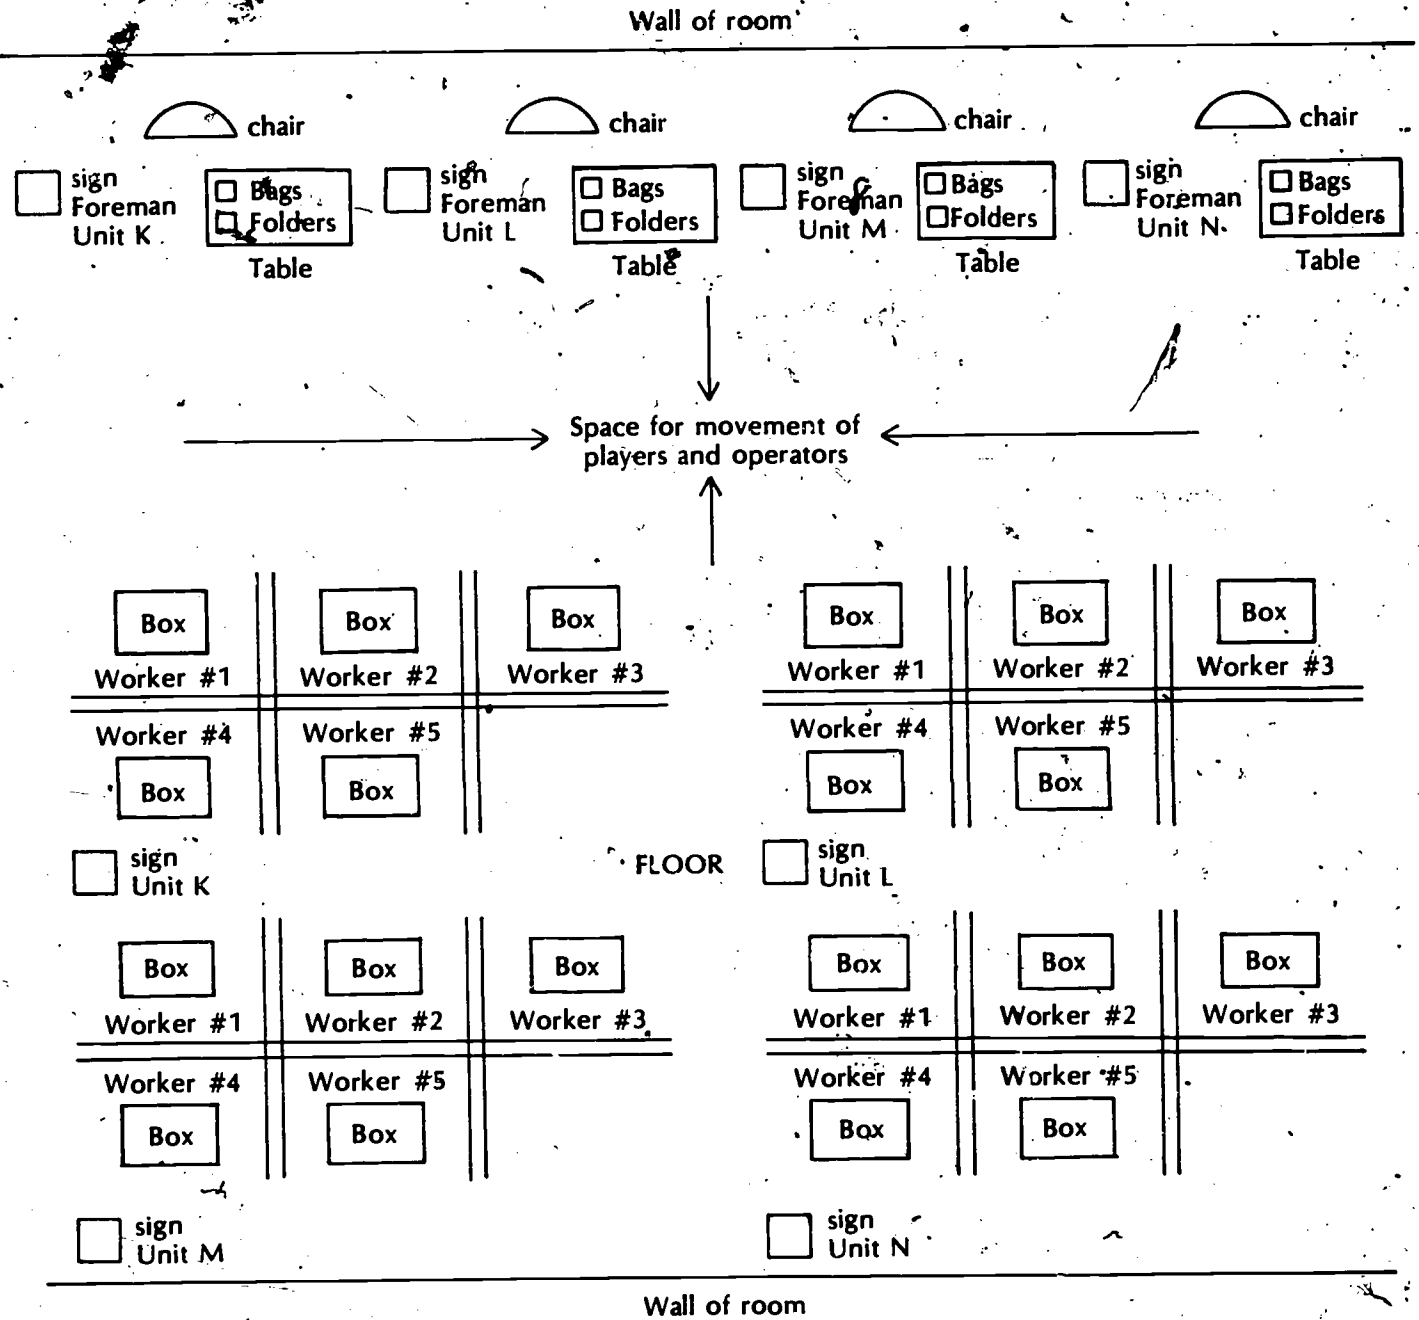 Wall of room
chair
chair
chair
chair
sign
Foreman
Unit K
Bags
Folders
Table
sign
Foreman
Unit L
Bags
Folders
Table
sign
Foreman
Unit M
Bags
Folders
Table
sign
Foreman
Unit N
Bags
Folders
Table
Space for movement of
players and operators
Box Box Box
Worker #1 Worker #2 Worker #3
Worker #4 Worker #5
Box Box
sign
Unit K
Box Box Box
Worker #1 Worker #2 Worker #3
Worker #4 Worker #5
Box Box
sign
Unit L
FLOOR
Box Box Box
Worker #1 Worker #2 Worker #3
Worker #4 Worker #5
Box Box
sign
Unit M
Box Box Box
Worker #1 Worker #2 Worker #3
Worker #4 Worker #5
Box Box
sign
Unit N
Wall of room